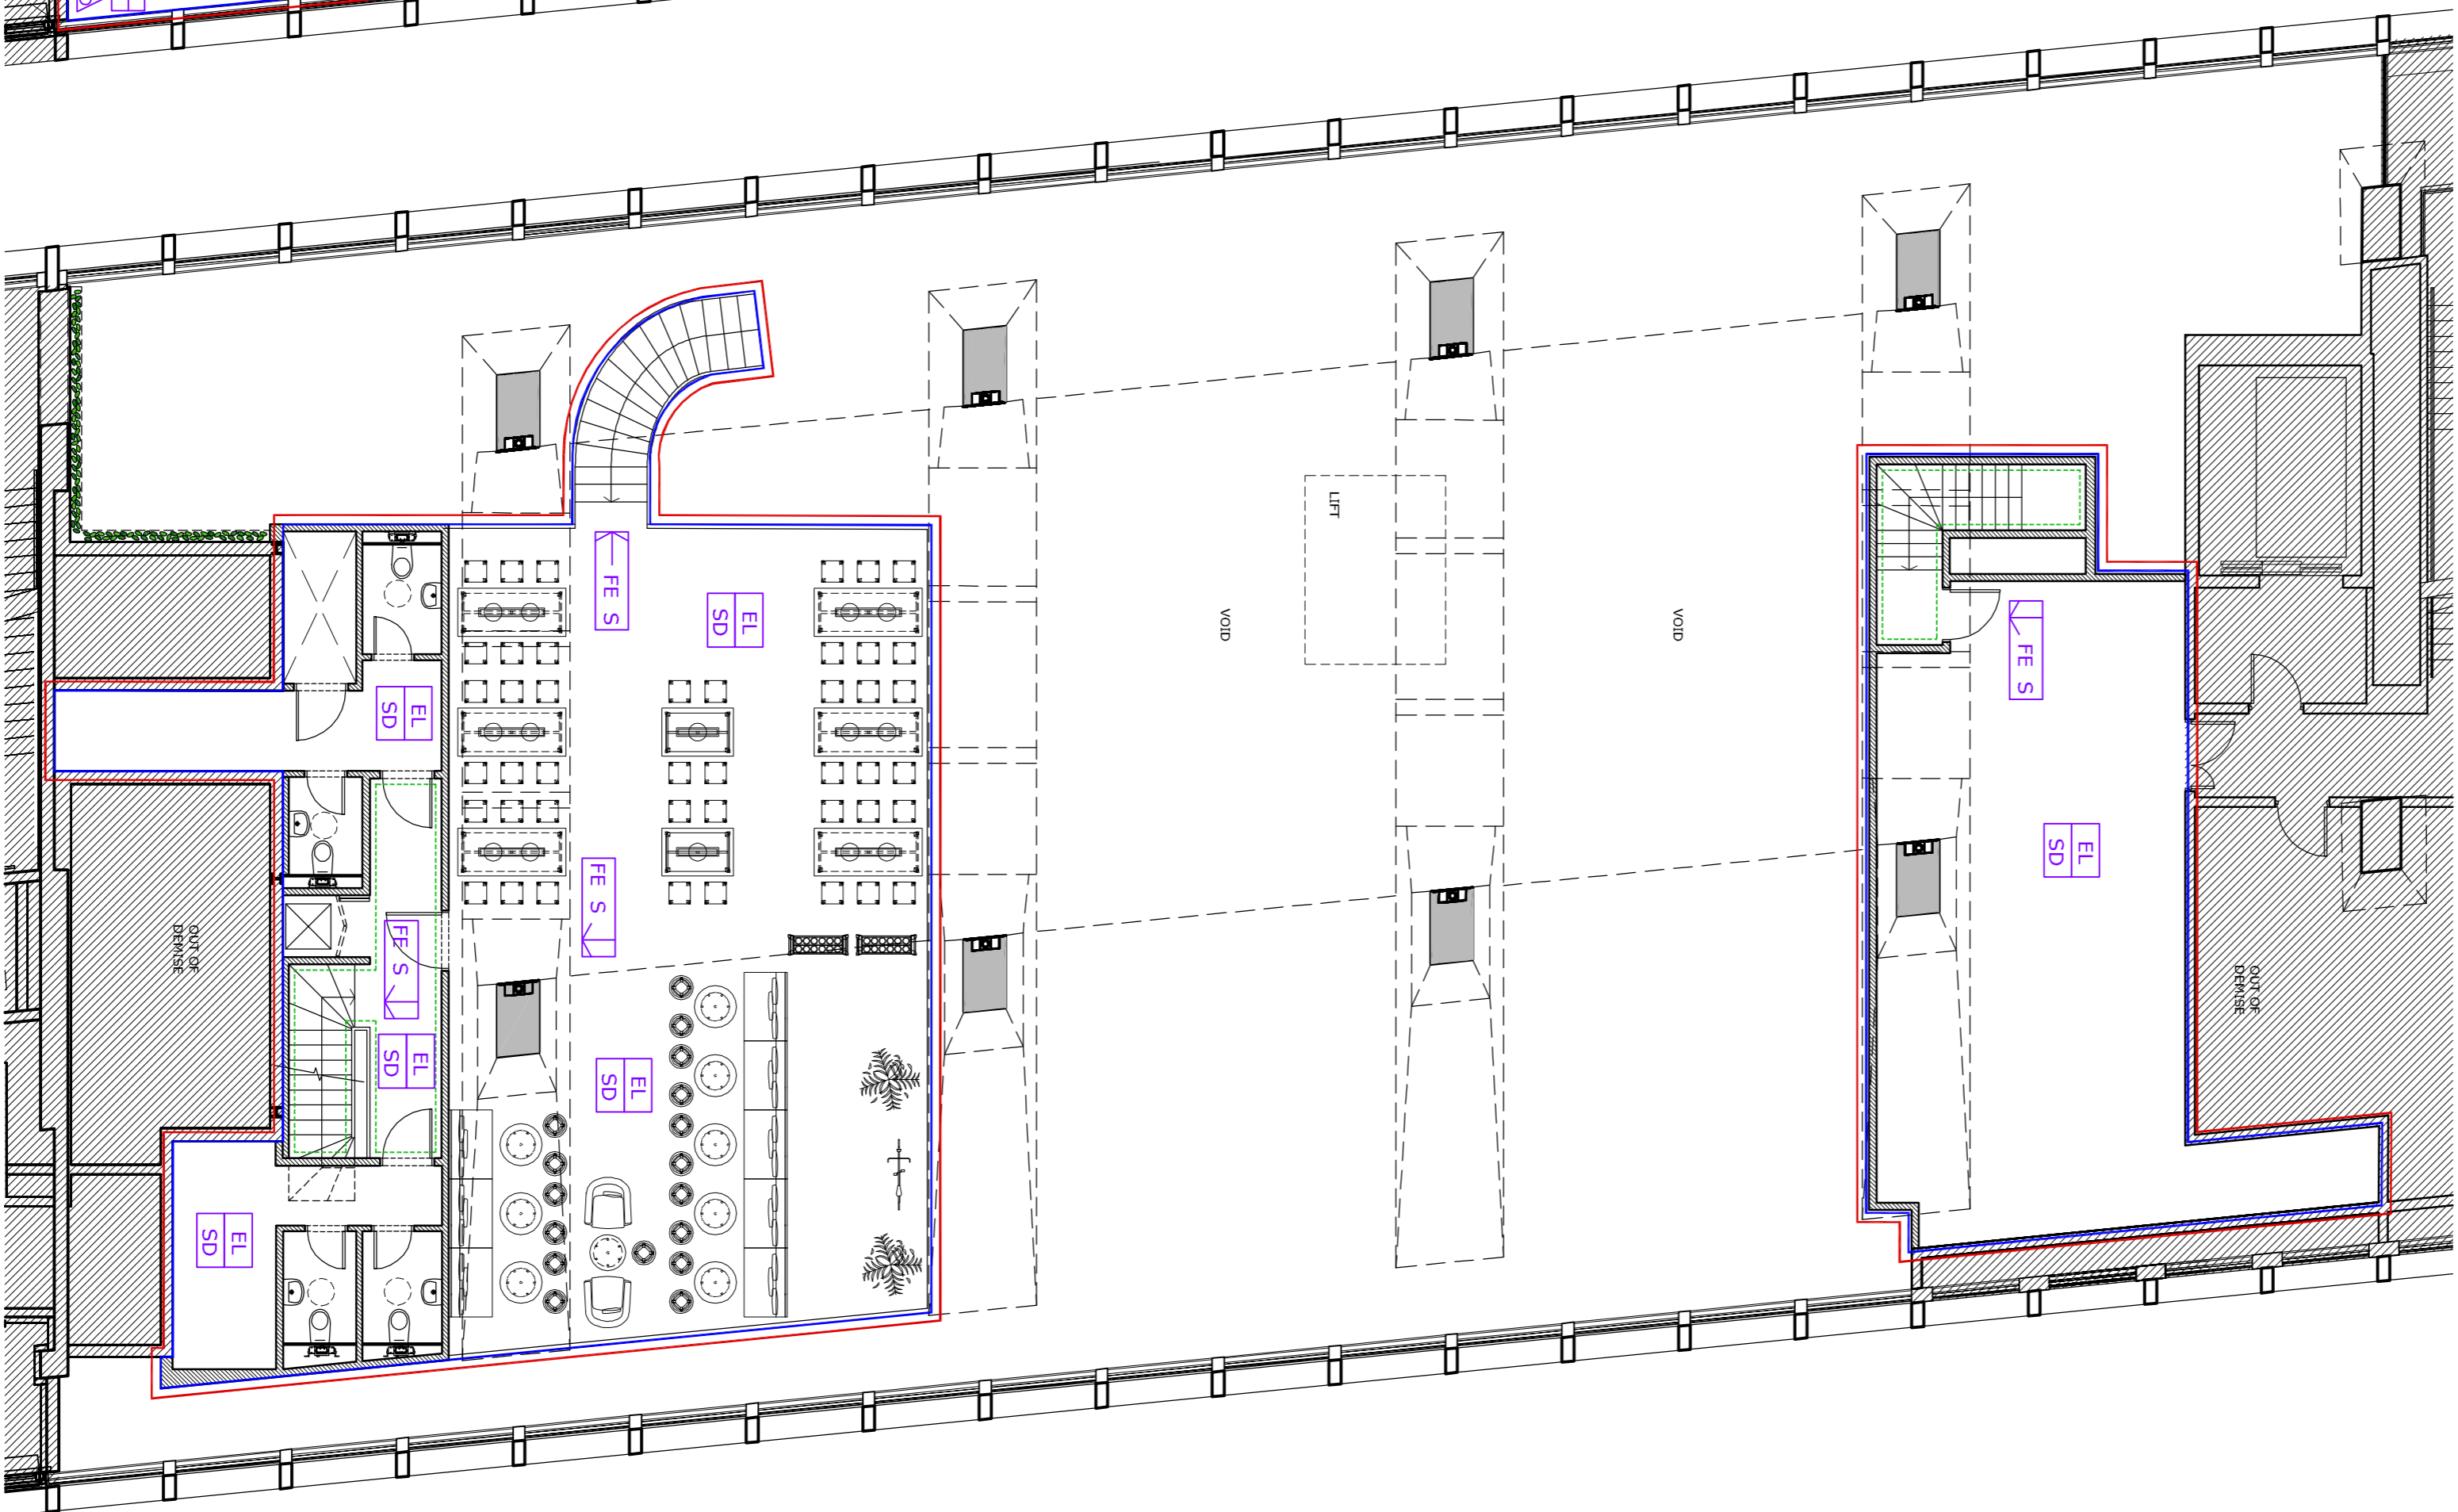 LIFT
VOID
VOID
FE S
EL
SD
FE S
EL
SD
EL
SD
FE S
FE S
EL
SD
EL
SD
EL
SD
OUT OF
DEMISE
OUT OF
DEMISE